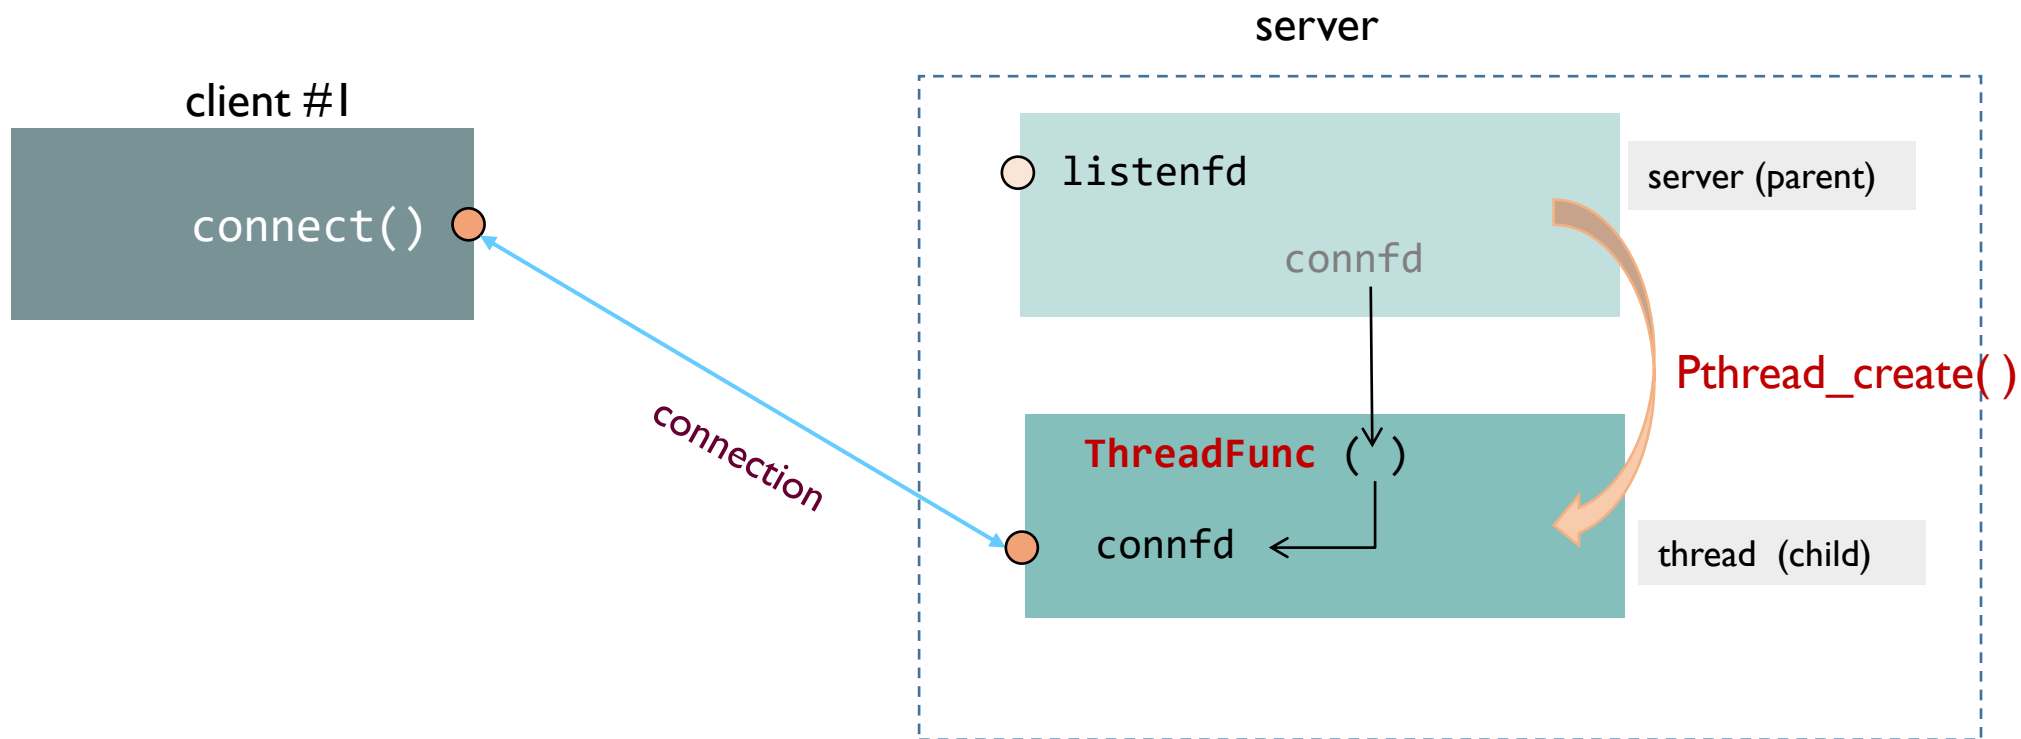 server
client #1
connect()
listenfd
server (parent)
connfd
Pthread_create( )
connection
ThreadFunc ( )
connfd
thread (child)